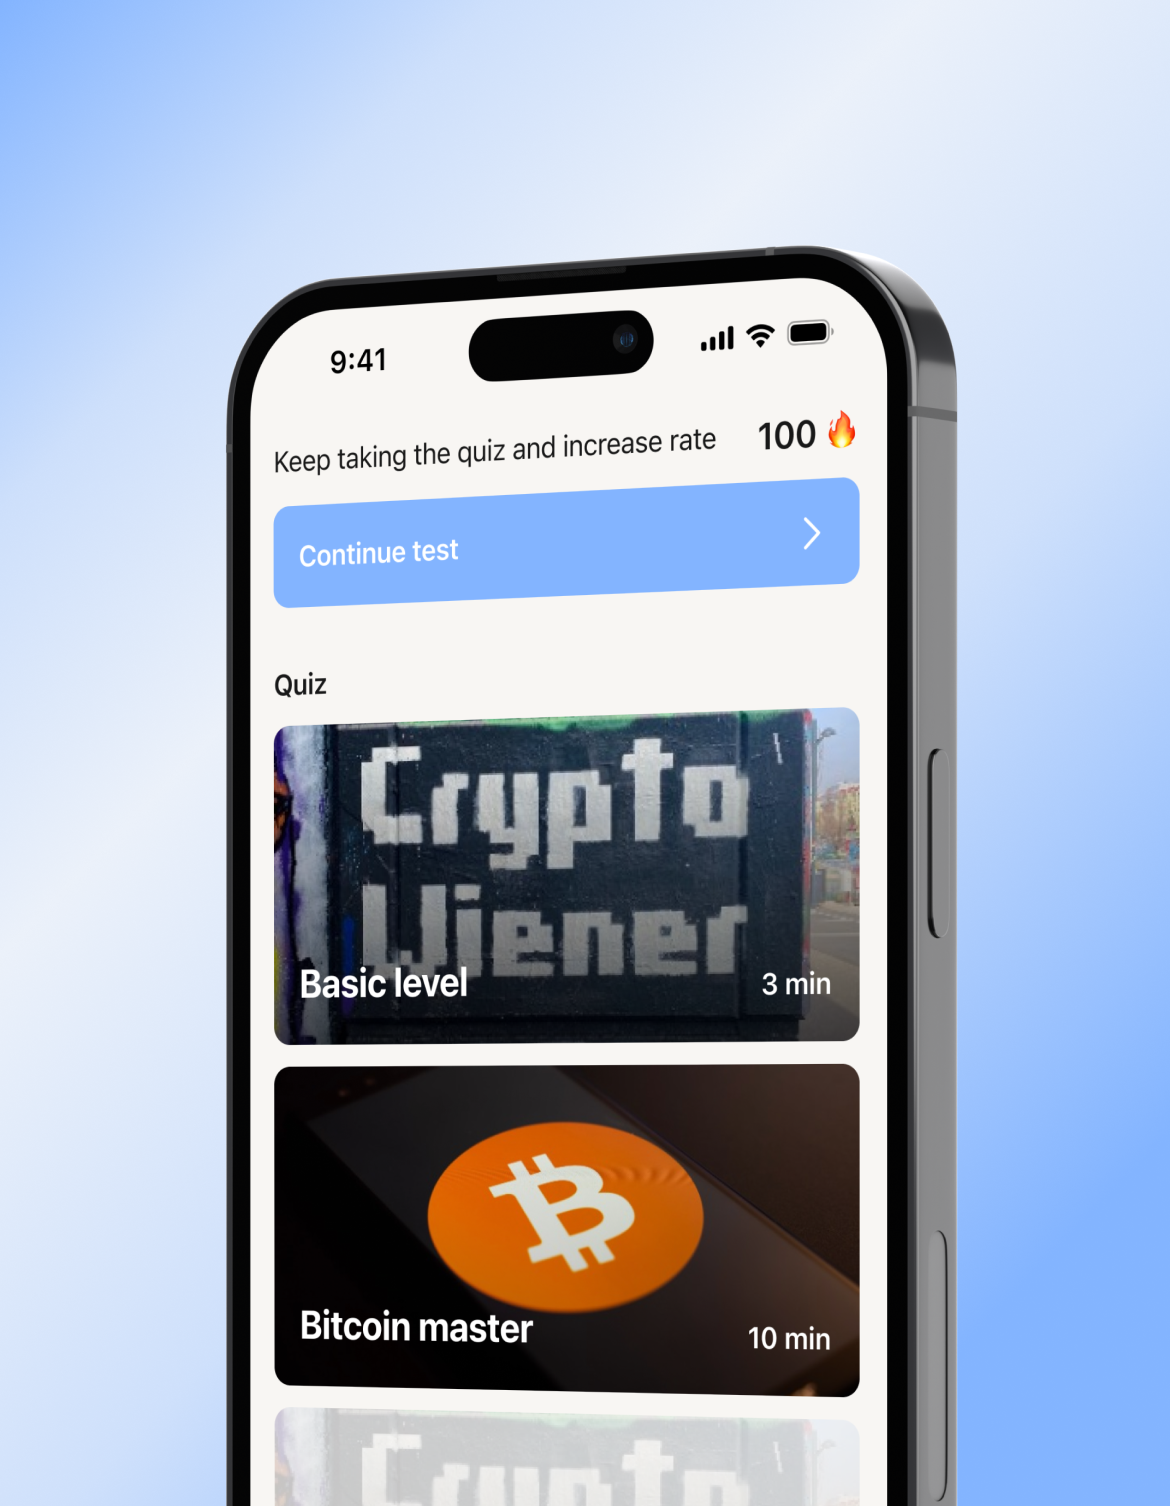 9:41
Keep taking the quiz and increase rate
100 🔥
Continue test
Quiz
Crypto
Wiener
Basic level
3 min
Bitcoin master
10 min
Crypto